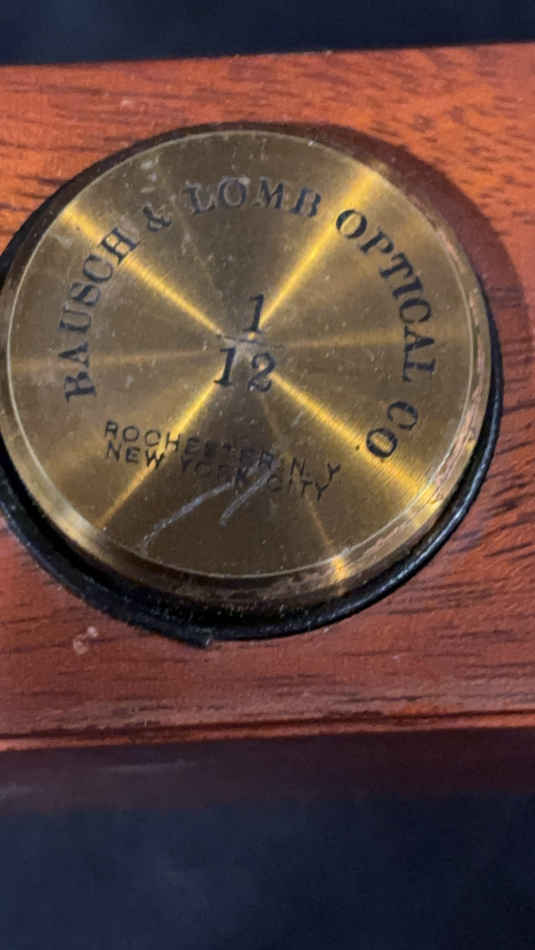 BAUSCH & LOMB OPTICAL CO
1
12
ROCHESTER, N.Y
NEW YORK CITY